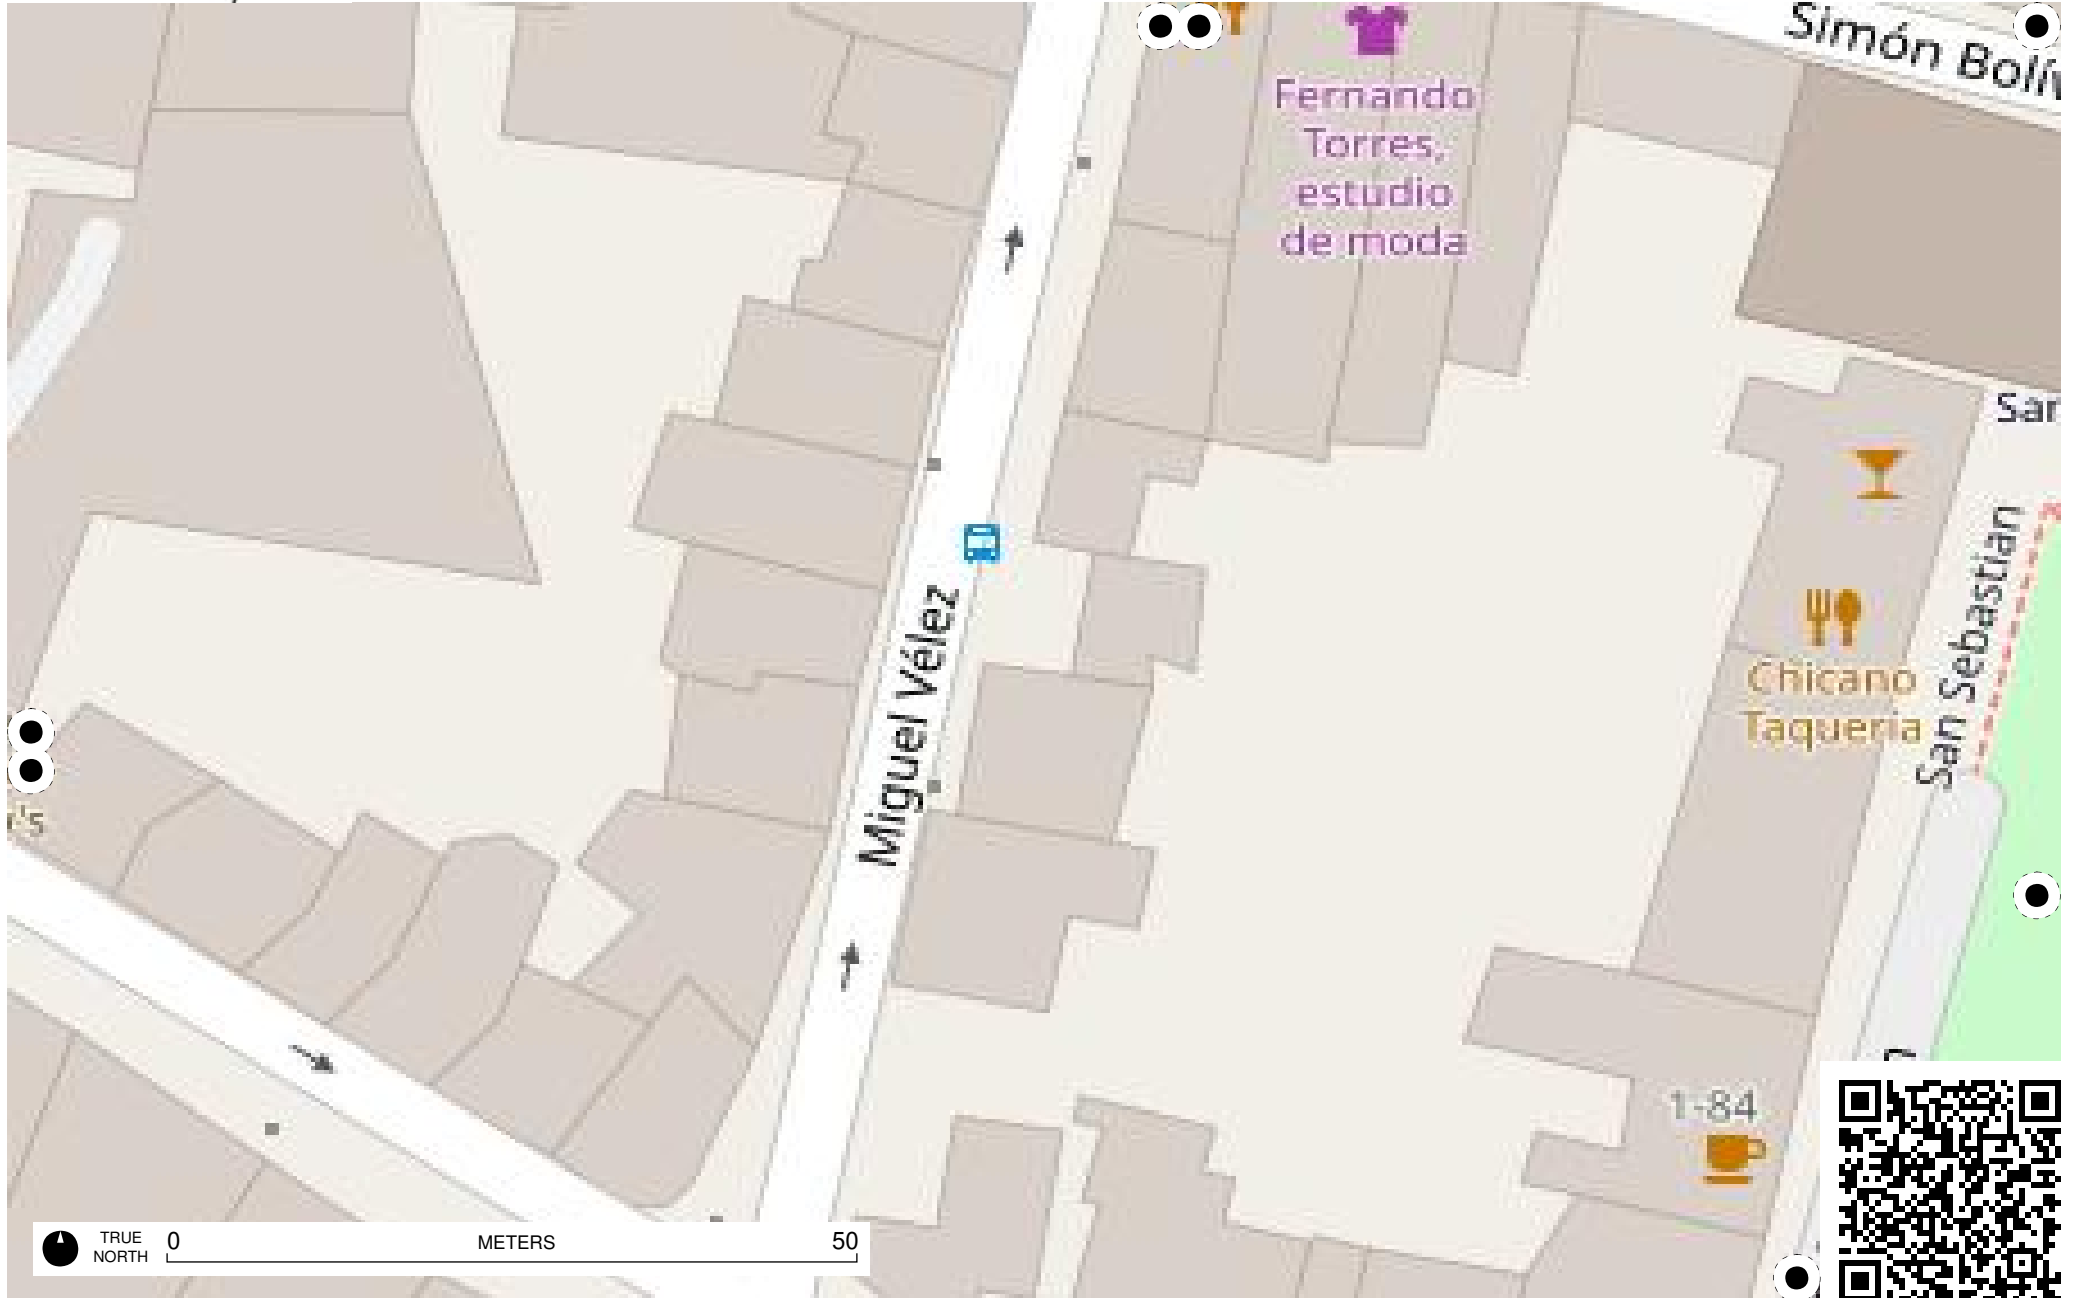 Simón Bolív
Fernando
Torres,
estudio
de moda
San
San Sebastian
Chicano
Taqueria
Miguel Vélez
r's
n
1-84
TRUE
NORTH
0 METERS 50